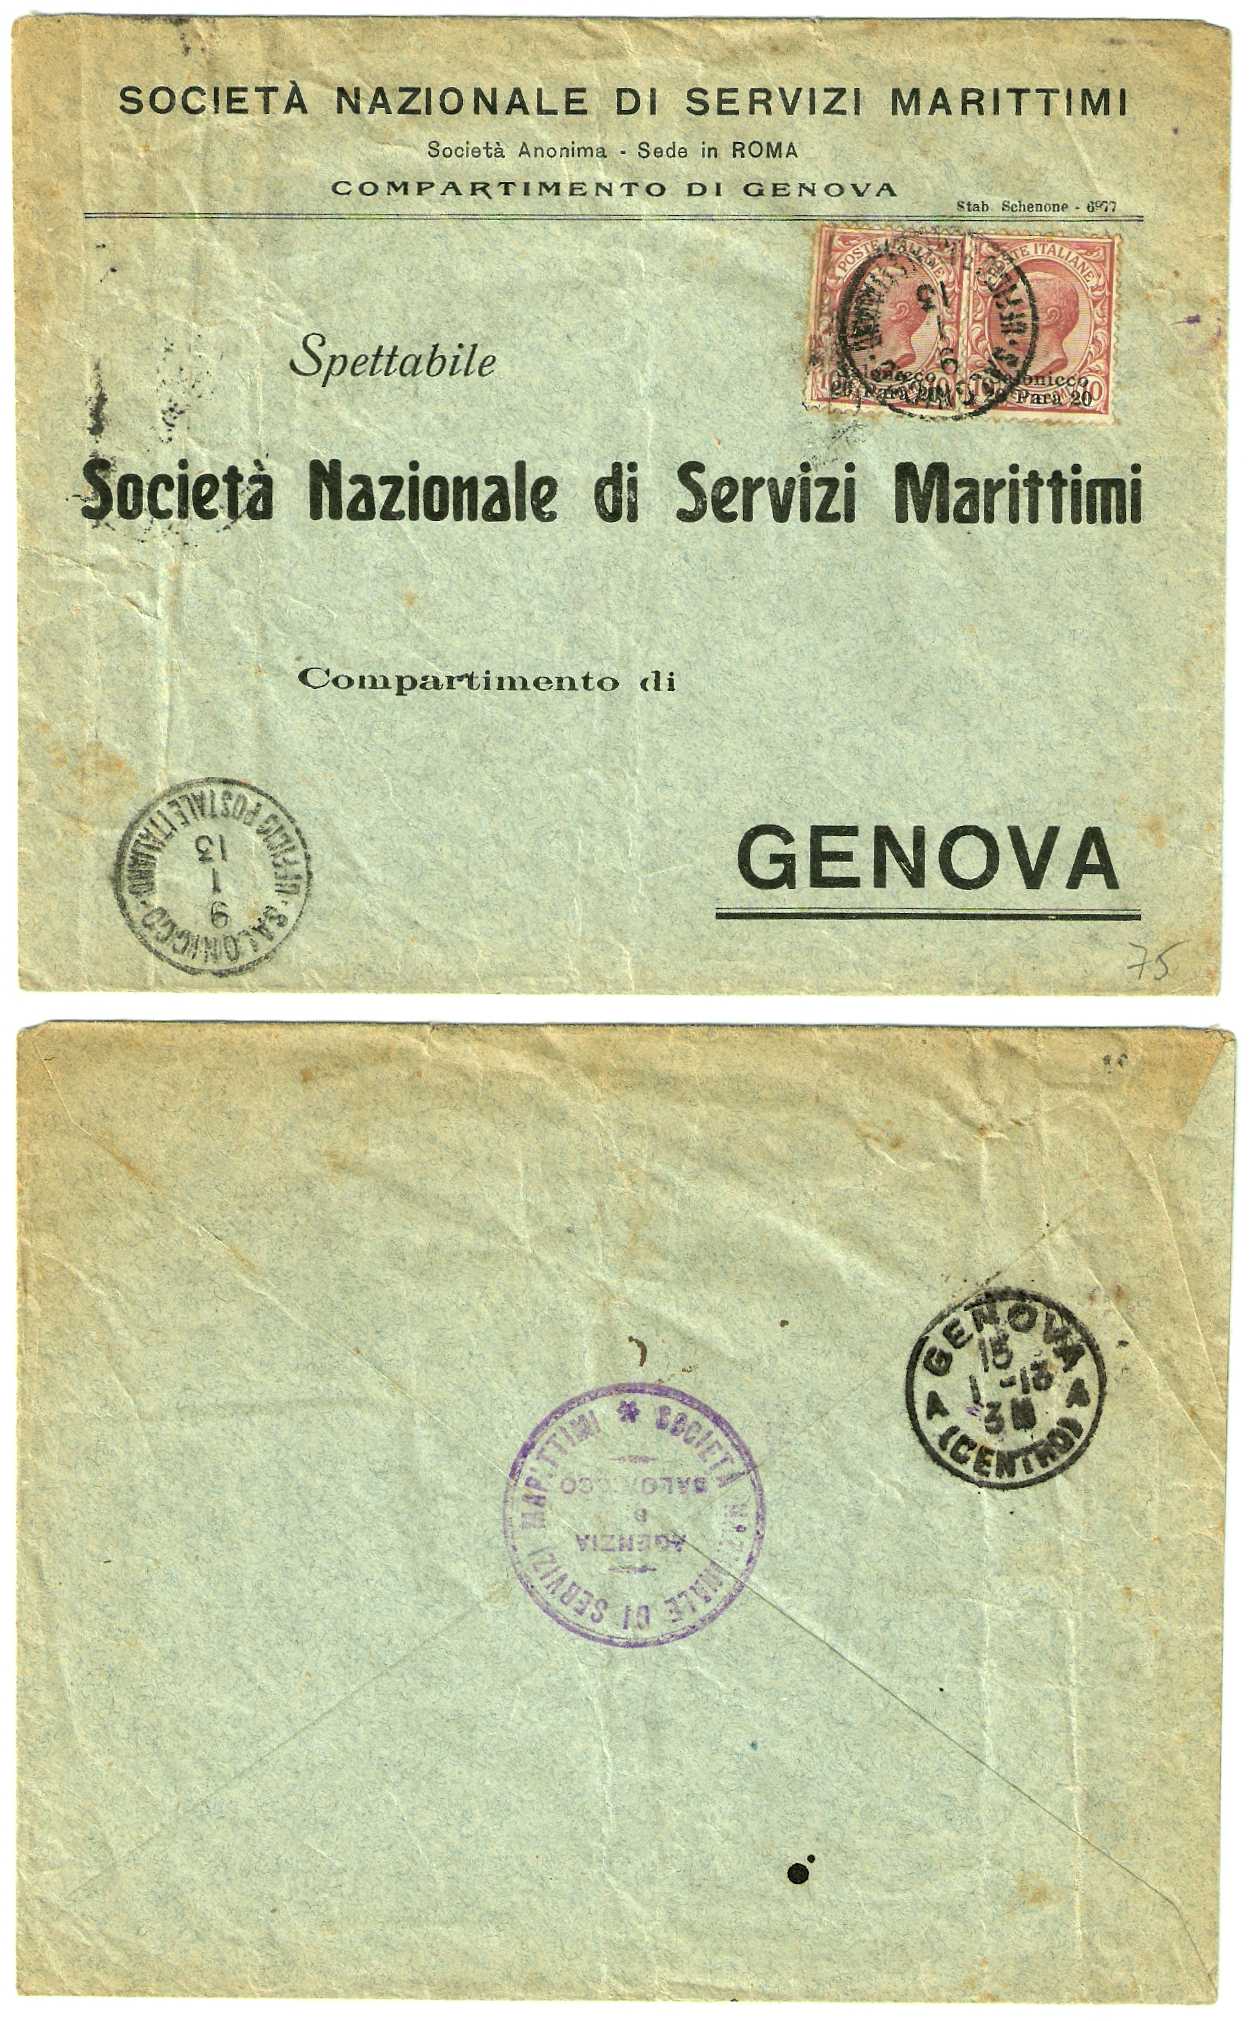 SOCIETÀ NAZIONALE DI SERVIZI MARITTIMI
Società Anonima - Sede in ROMA
COMPARTIMENTO DI GENOVA
Stab. Schenone -
POSTE ITALIANE
POSTE ITALIANE
Salonicco
20 Para 20
Salonicco
20 Para 20
Spettabile
Società Nazionale di Servizi Marittimi
Compartimento di
GENOVA
SALONICCO · UFFICIO POSTALE ITALIANO ·
9
1
13
75
GENOVA
15
1 - 13
(CENTRO)
SOCIETÀ NAZIONALE DI SERVIZI MARITTIMI
AGENZIA
SALONICCO